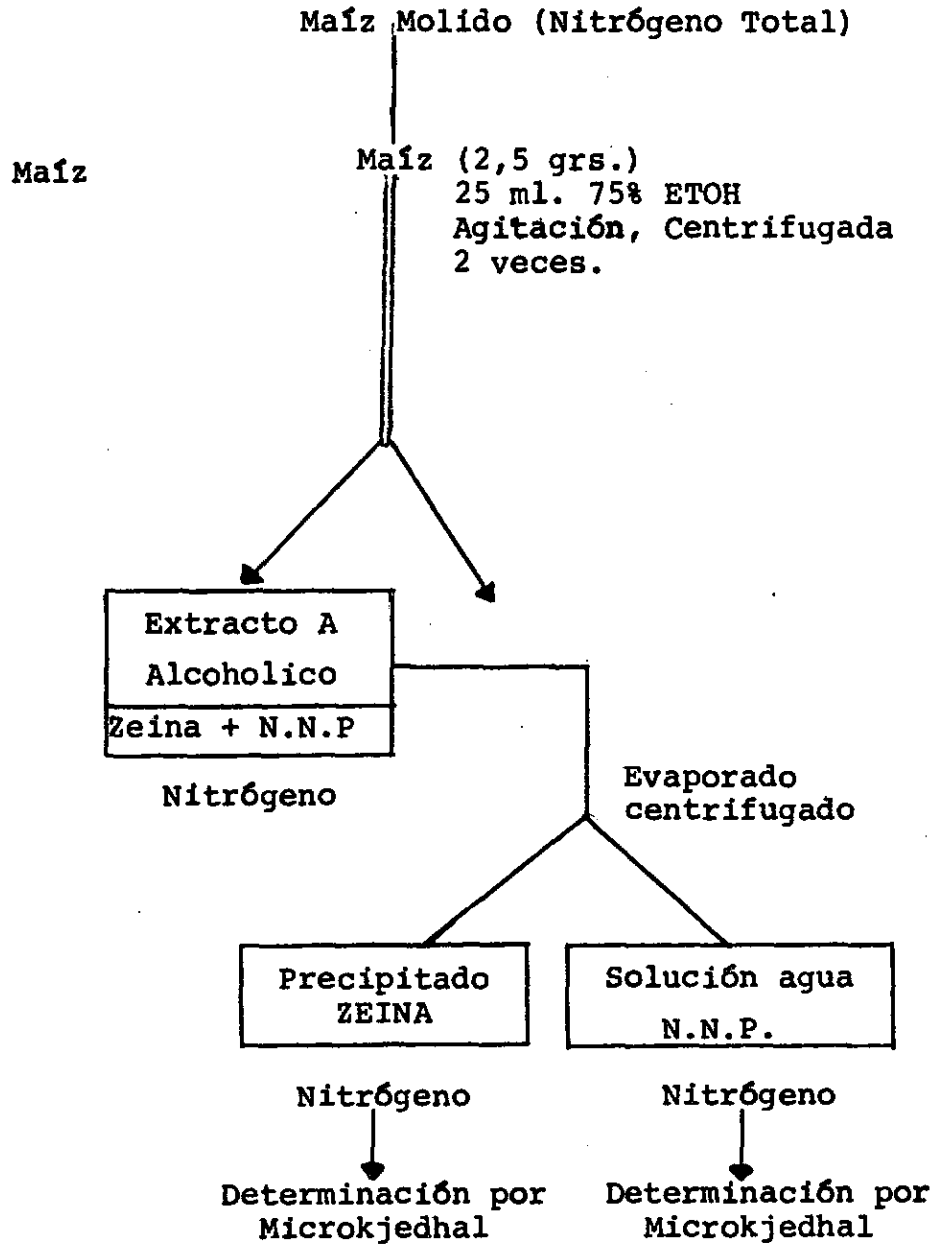 Maíz Molido (Nitrógeno Total)
Maíz
Maíz (2,5 grs.)
25 ml. 75% ETOH
Agitación, Centrifugada
2 veces.
Extracto A
Alcoholico
Zeina + N.N.P
Nitrógeno
Evaporado
centrifugado
Precipitado
ZEINA
Solución agua
N.N.P.
Nitrógeno
Nitrógeno
Determinación por
Microkjedhal
Determinación por
Microkjedhal